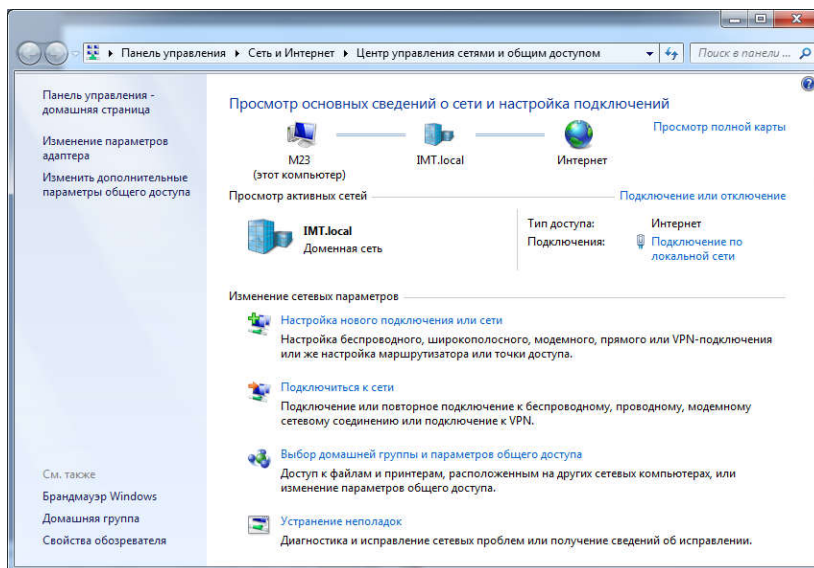 Панель управления ▸ Сеть и Интернет ▸ Центр управления сетями и общим доступом
Поиск в панели ...
Панель управления -
домашняя страница
Изменение параметров
адаптера
Изменить дополнительные
параметры общего доступа
См. также
Брандмауэр Windows
Домашняя группа
Свойства обозревателя
Просмотр основных сведений о сети и настройка подключений
Просмотр полной карты
M23
(этот компьютер)
IMT.local
Интернет
Просмотр активных сетей
Подключение или отключение
IMT.local
Доменная сеть
Тип доступа: Интернет
Подключения: Подключение по
локальной сети
Изменение сетевых параметров
Настройка нового подключения или сети
Настройка беспроводного, широкополосного, модемного, прямого или VPN-подключения
или же настройка маршрутизатора или точки доступа.
Подключиться к сети
Подключение или повторное подключение к беспроводному, проводному, модемному
сетевому соединению или подключение к VPN.
Выбор домашней группы и параметров общего доступа
Доступ к файлам и принтерам, расположенным на других сетевых компьютерах, или
изменение параметров общего доступа.
Устранение неполадок
Диагностика и исправление сетевых проблем или получение сведений об исправлении.